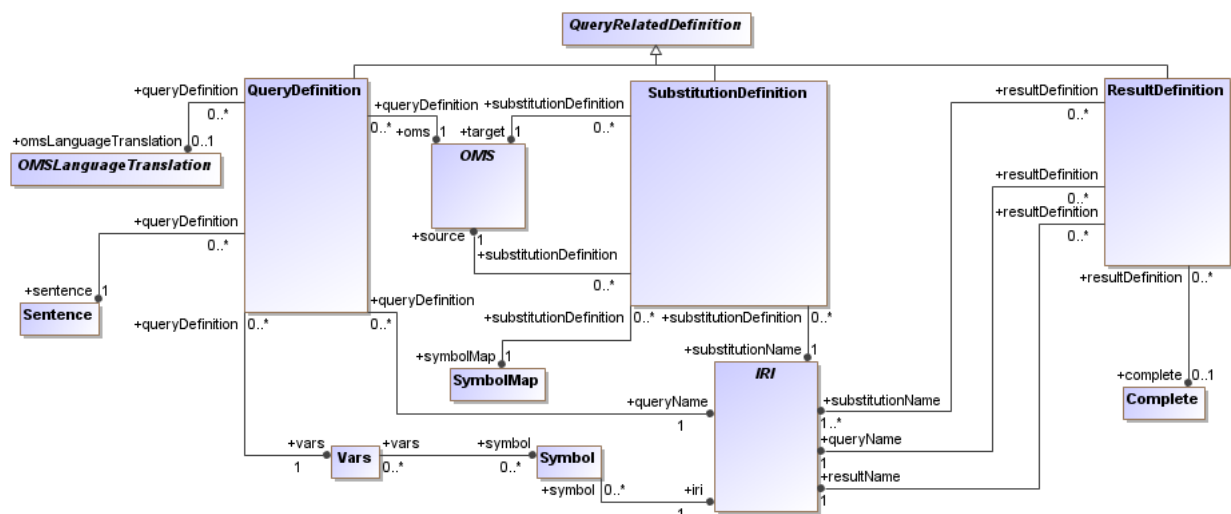 QueryRelatedDefinition
QueryDefinition
SubstitutionDefinition
ResultDefinition
+queryDefinition
0..*
+omsLanguageTranslation
0..1
OMSLanguageTranslation
+queryDefinition
0..*
+oms
1
+substitutionDefinition
0..*
+target
1
OMS
+resultDefinition
0..*
+resultDefinition
0..*
+resultDefinition
0..*
+queryDefinition
0..*
+source
1
+substitutionDefinition
0..*
+sentence
1
Sentence
+queryDefinition
0..*
+queryDefinition
0..*
+substitutionDefinition
0..*
+substitutionDefinition
0..*
+resultDefinition
0..*
+symbolMap
1
SymbolMap
+substitutionName
1
IRI
+complete
0..1
Complete
+queryName
1
+substitutionName
1..*
+queryName
1
+resultName
1
+vars
1
Vars
+vars
0..*
+symbol
0..*
Symbol
+symbol
0..*
+iri
1